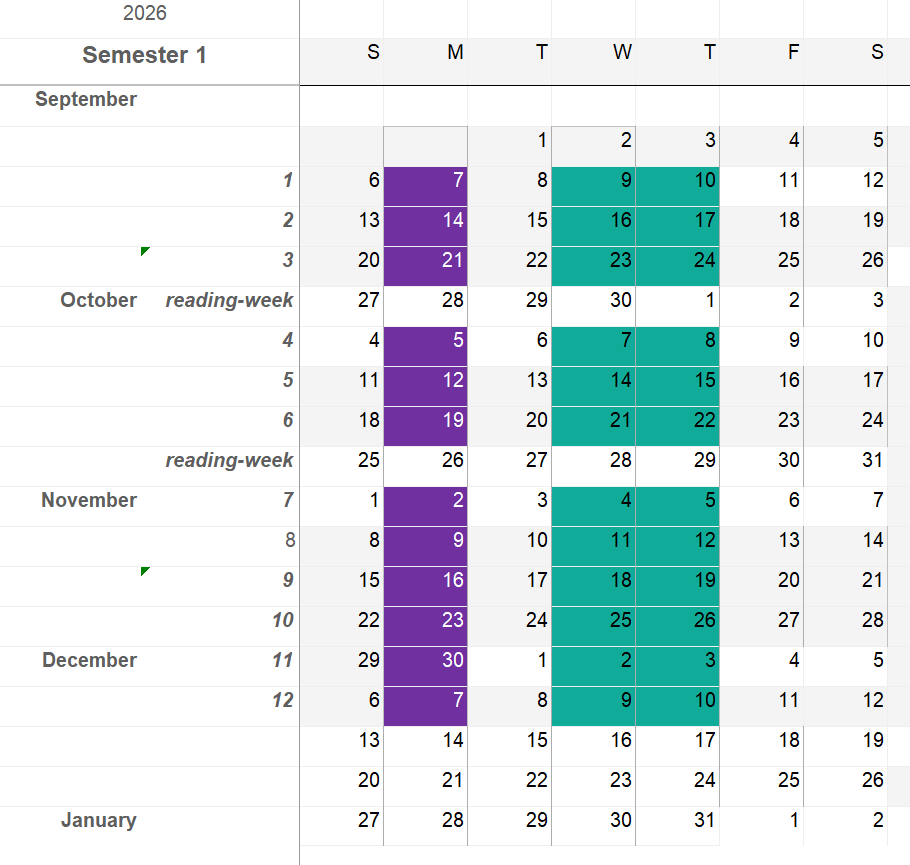 2026
Semester 1 S M T W T F S
September
1 2 3 4 5
1 6 7 8 9 10 11 12
2 13 14 15 16 17 18 19
3 20 21 22 23 24 25 26
October reading-week 27 28 29 30 1 2 3
4 4 5 6 7 8 9 10
5 11 12 13 14 15 16 17
6 18 19 20 21 22 23 24
reading-week 25 26 27 28 29 30 31
November 7 1 2 3 4 5 6 7
8 8 9 10 11 12 13 14
9 15 16 17 18 19 20 21
10 22 23 24 25 26 27 28
December 11 29 30 1 2 3 4 5
12 6 7 8 9 10 11 12
13 14 15 16 17 18 19
20 21 22 23 24 25 26
January 27 28 29 30 31 1 2